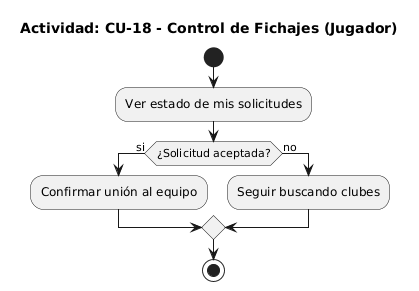 Actividad: CU-18 - Control de Fichajes (Jugador)
Ver estado de mis solicitudes
si
¿Solicitud aceptada?
no
Confirmar unión al equipo
Seguir buscando clubes